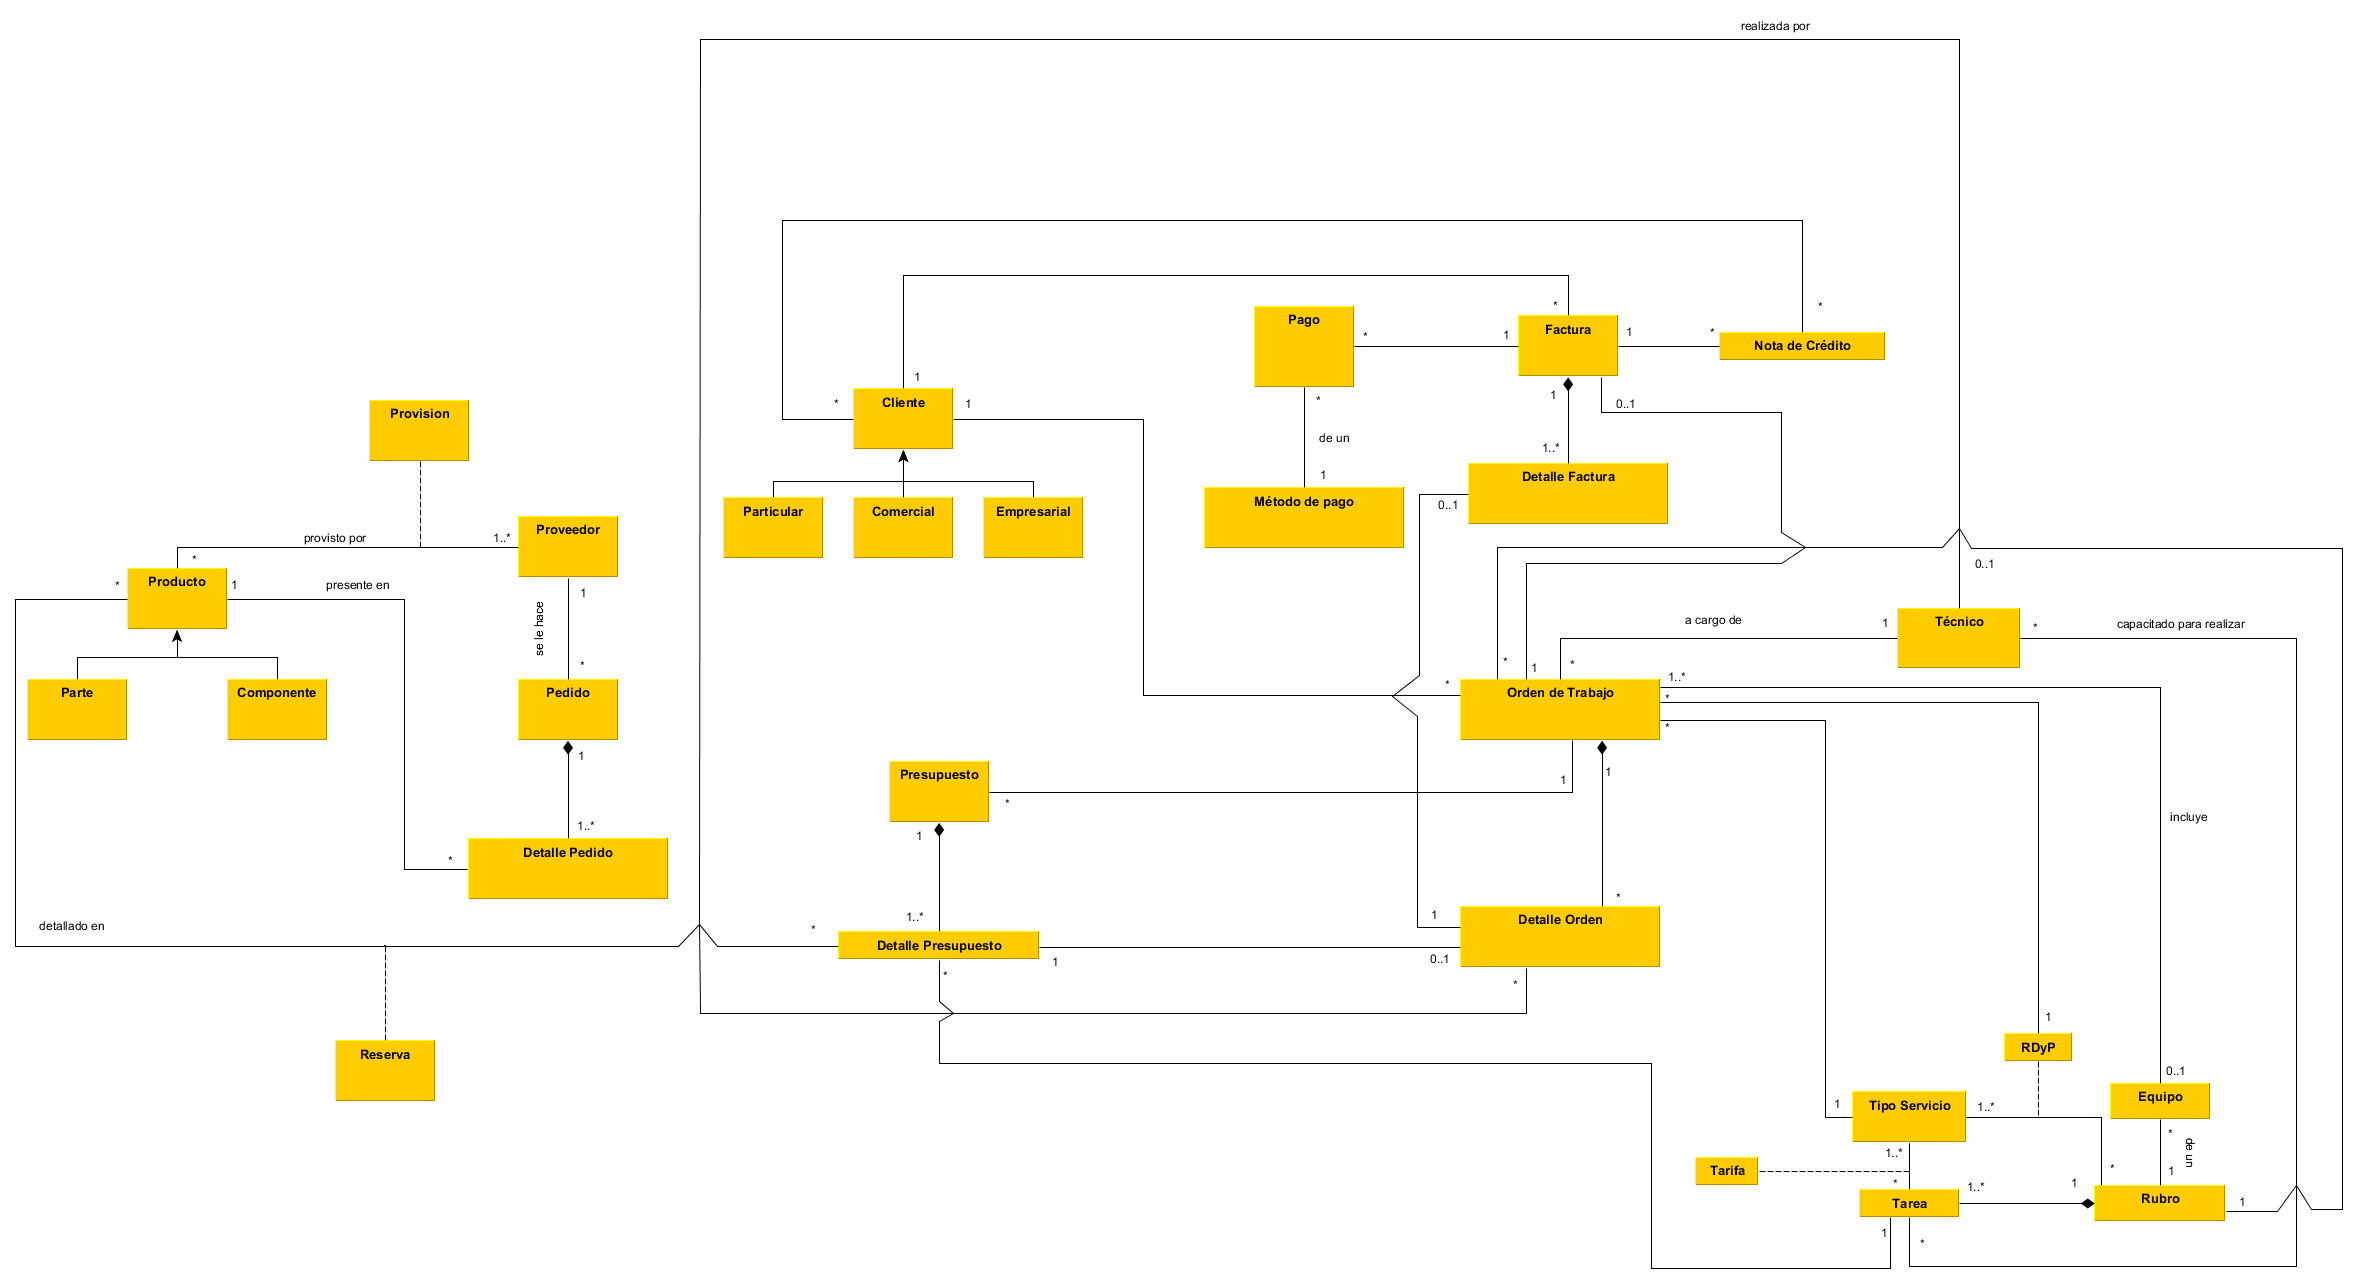 realizada por
*
*
Pago
Factura
*
1
1
*
Nota de Crédito
1
*
Cliente
1
*
1
0..1
Provision
de un
1..*
1
Detalle Factura
Método de pago
0..1
Particular
Comercial
Empresarial
Proveedor
provisto por
1..*
*
0..1
Producto
*
1
presente en
1
se le hace
Técnico
a cargo de
1
*
capacitado para realizar
*
*
1
*
1..*
Parte
Componente
Pedido
*
Orden de Trabajo
*
*
1
Presupuesto
1
1
*
incluye
1..*
1
Detalle Pedido
*
*
detallado en
*
1..*
1
Detalle Orden
Detalle Presupuesto
1
0..1
*
*
1
Reserva
RDyP
0..1
Equipo
1
Tipo Servicio
1..*
*
de un
1..*
Tarifa
*
1
*
1..*
1
Tarea
Rubro
1
1
*